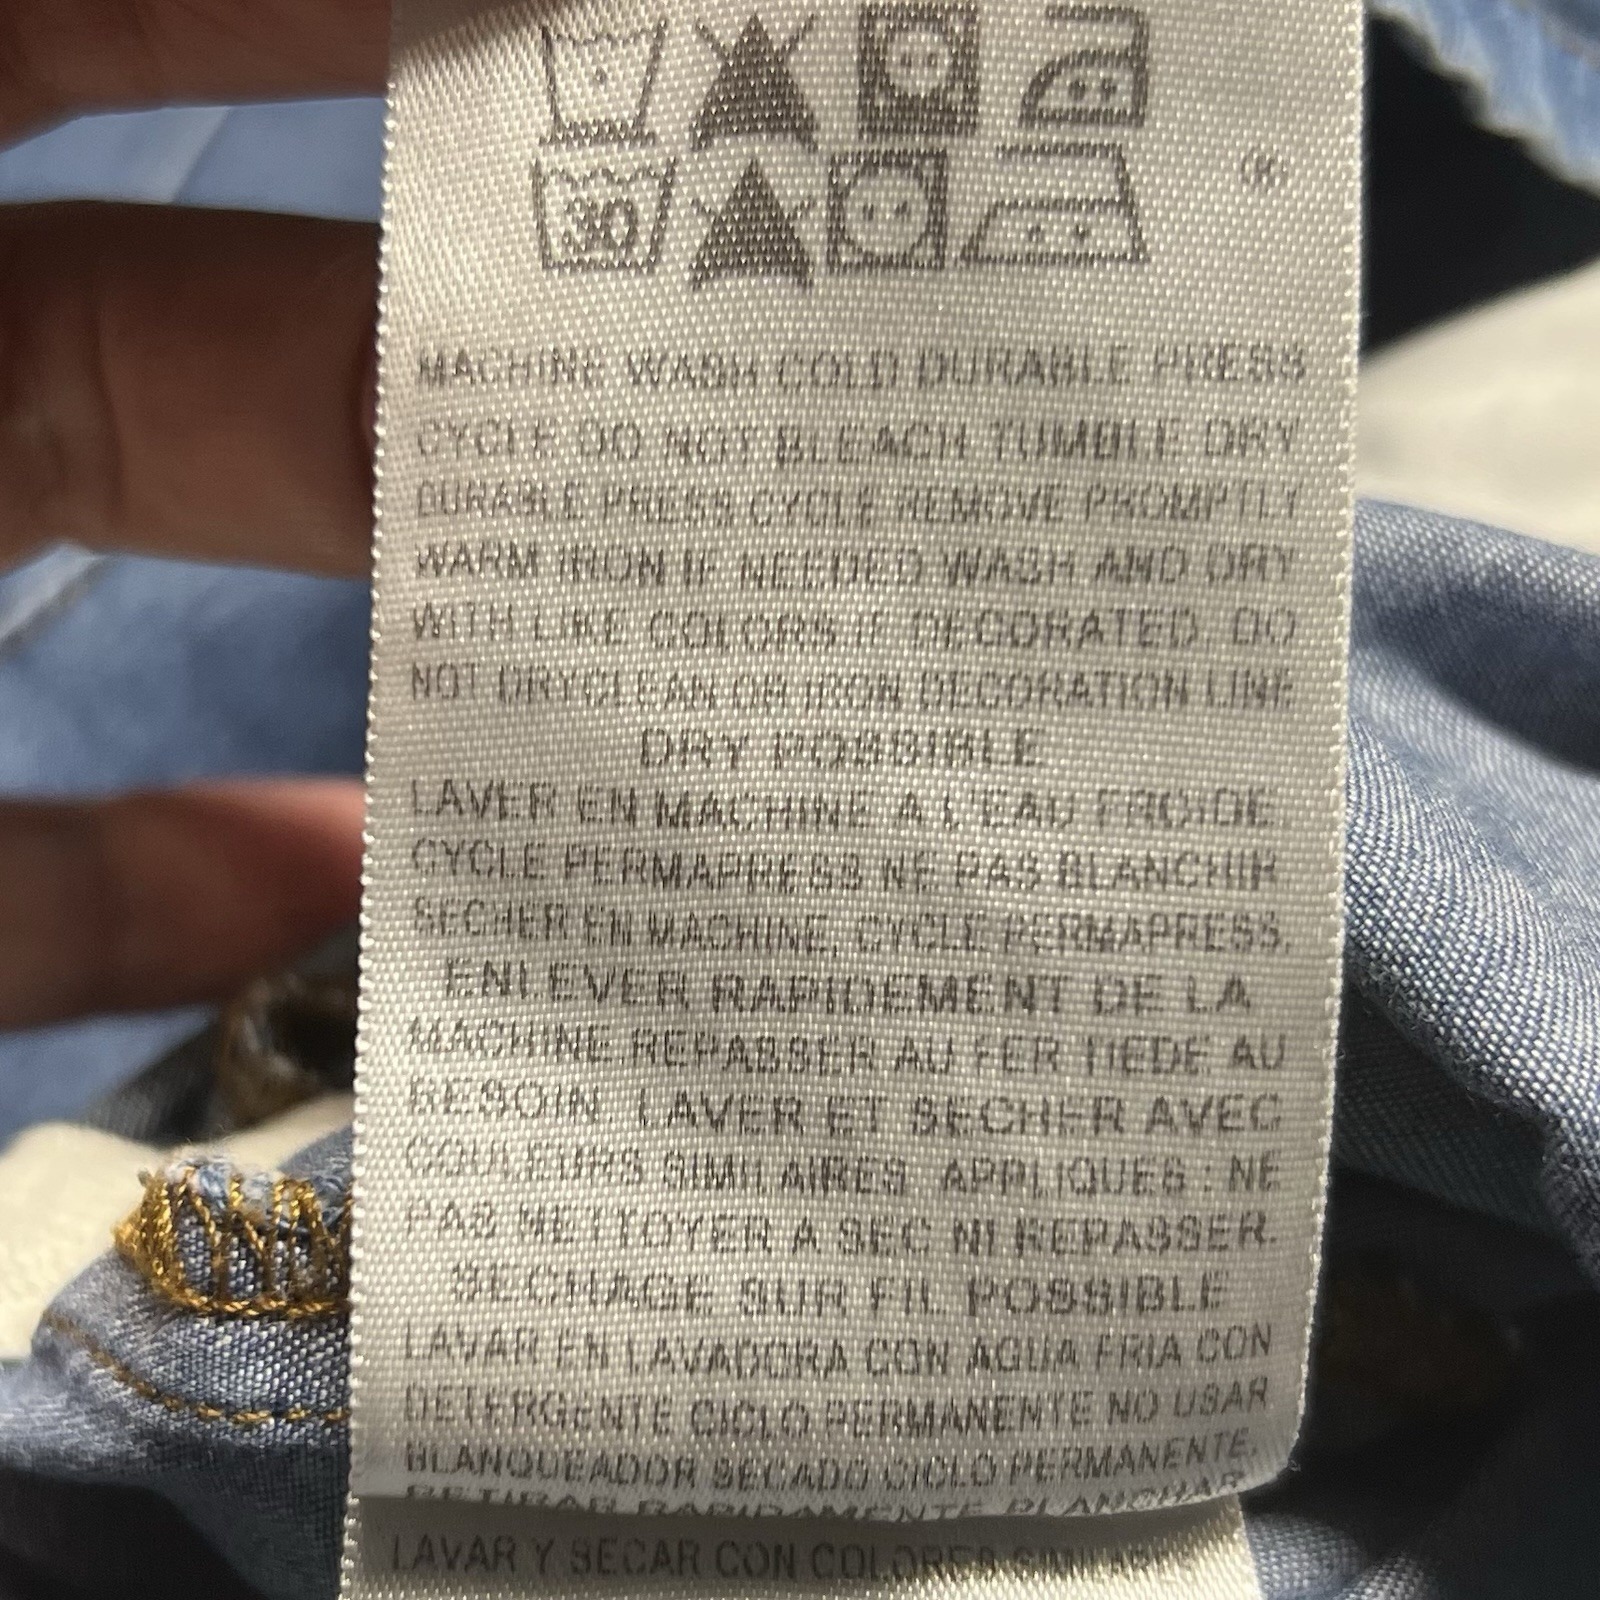 30
®
MACHINE WASH COLD DURABLE PRESS
CYCLE DO NOT BLEACH TUMBLE DRY
DURABLE PRESS CYCLE REMOVE PROMPTLY
WARM IRON IF NEEDED WASH AND DRY
WITH LIKE COLORS IF DECORATED DO
NOT DRYCLEAN OR IRON DECORATION LINE
DRY POSSIBLE
LAVER EN MACHINE A L'EAU FROIDE
CYCLE PERMAPRESS NE PAS BLANCHIR
SECHER EN MACHINE, CYCLE PERMAPRESS.
ENLEVER RAPIDEMENT DE LA
MACHINE REPASSER AU FER TIEDE AU
BESOIN. LAVER ET SECHER AVEC
COULEURS SIMILAIRES APPLIQUES : NE
PAS NETTOYER A SEC NI REPASSER.
SECHAGE SUR FIL POSSIBLE
LAVAR EN LAVADORA CON AGUA FRIA CON
DETERGENTE CICLO PERMANENTE NO USAR
BLANQUEADOR SECADO CICLO PERMANENTE.
RETIRAR RAPIDAMENTE PLANCHAR
LAVAR Y SECAR CON COLORES SIMILARES